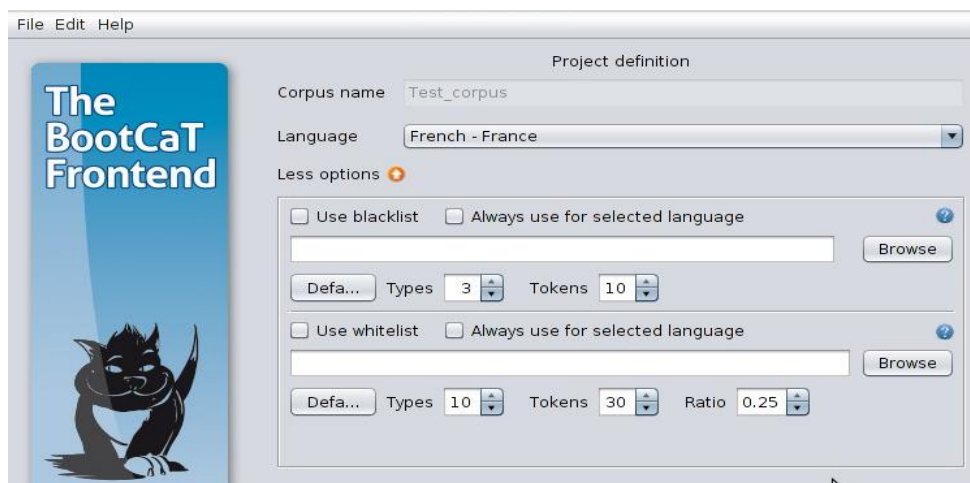 File Edit Help
The
BootCaT
Frontend
Project definition
Corpus name Test_corpus
Language French - France
Less options
Use blacklist Always use for selected language
Browse
Defa... Types 3 Tokens 10
Use whitelist Always use for selected language
Browse
Defa... Types 10 Tokens 30 Ratio 0.25